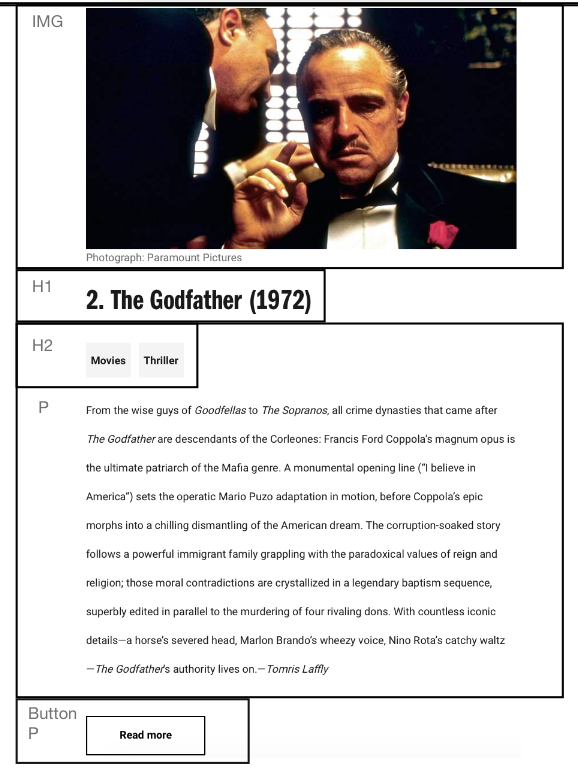 IMG
Photograph: Paramount Pictures
H1
2. The Godfather (1972)
H2
Movies Thriller
P
From the wise guys of Goodfellas to The Sopranos, all crime dynasties that came after
The Godfather are descendants of the Corleones: Francis Ford Coppola's magnum opus is
the ultimate patriarch of the Mafia genre. A monumental opening line (“I believe in
America”) sets the operatic Mario Puzo adaptation in motion, before Coppola’s epic
morphs into a chilling dismantling of the American dream. The corruption-soaked story
follows a powerful immigrant family grappling with the paradoxical values of reign and
religion; those moral contradictions are crystallized in a legendary baptism sequence,
superbly edited in parallel to the murdering of four rivaling dons. With countless iconic
details—a horse’s severed head, Marlon Brando’s wheezy voice, Nino Rota’s catchy waltz
—The Godfather’s authority lives on.—Tomris Laffly
Button
P
Read more